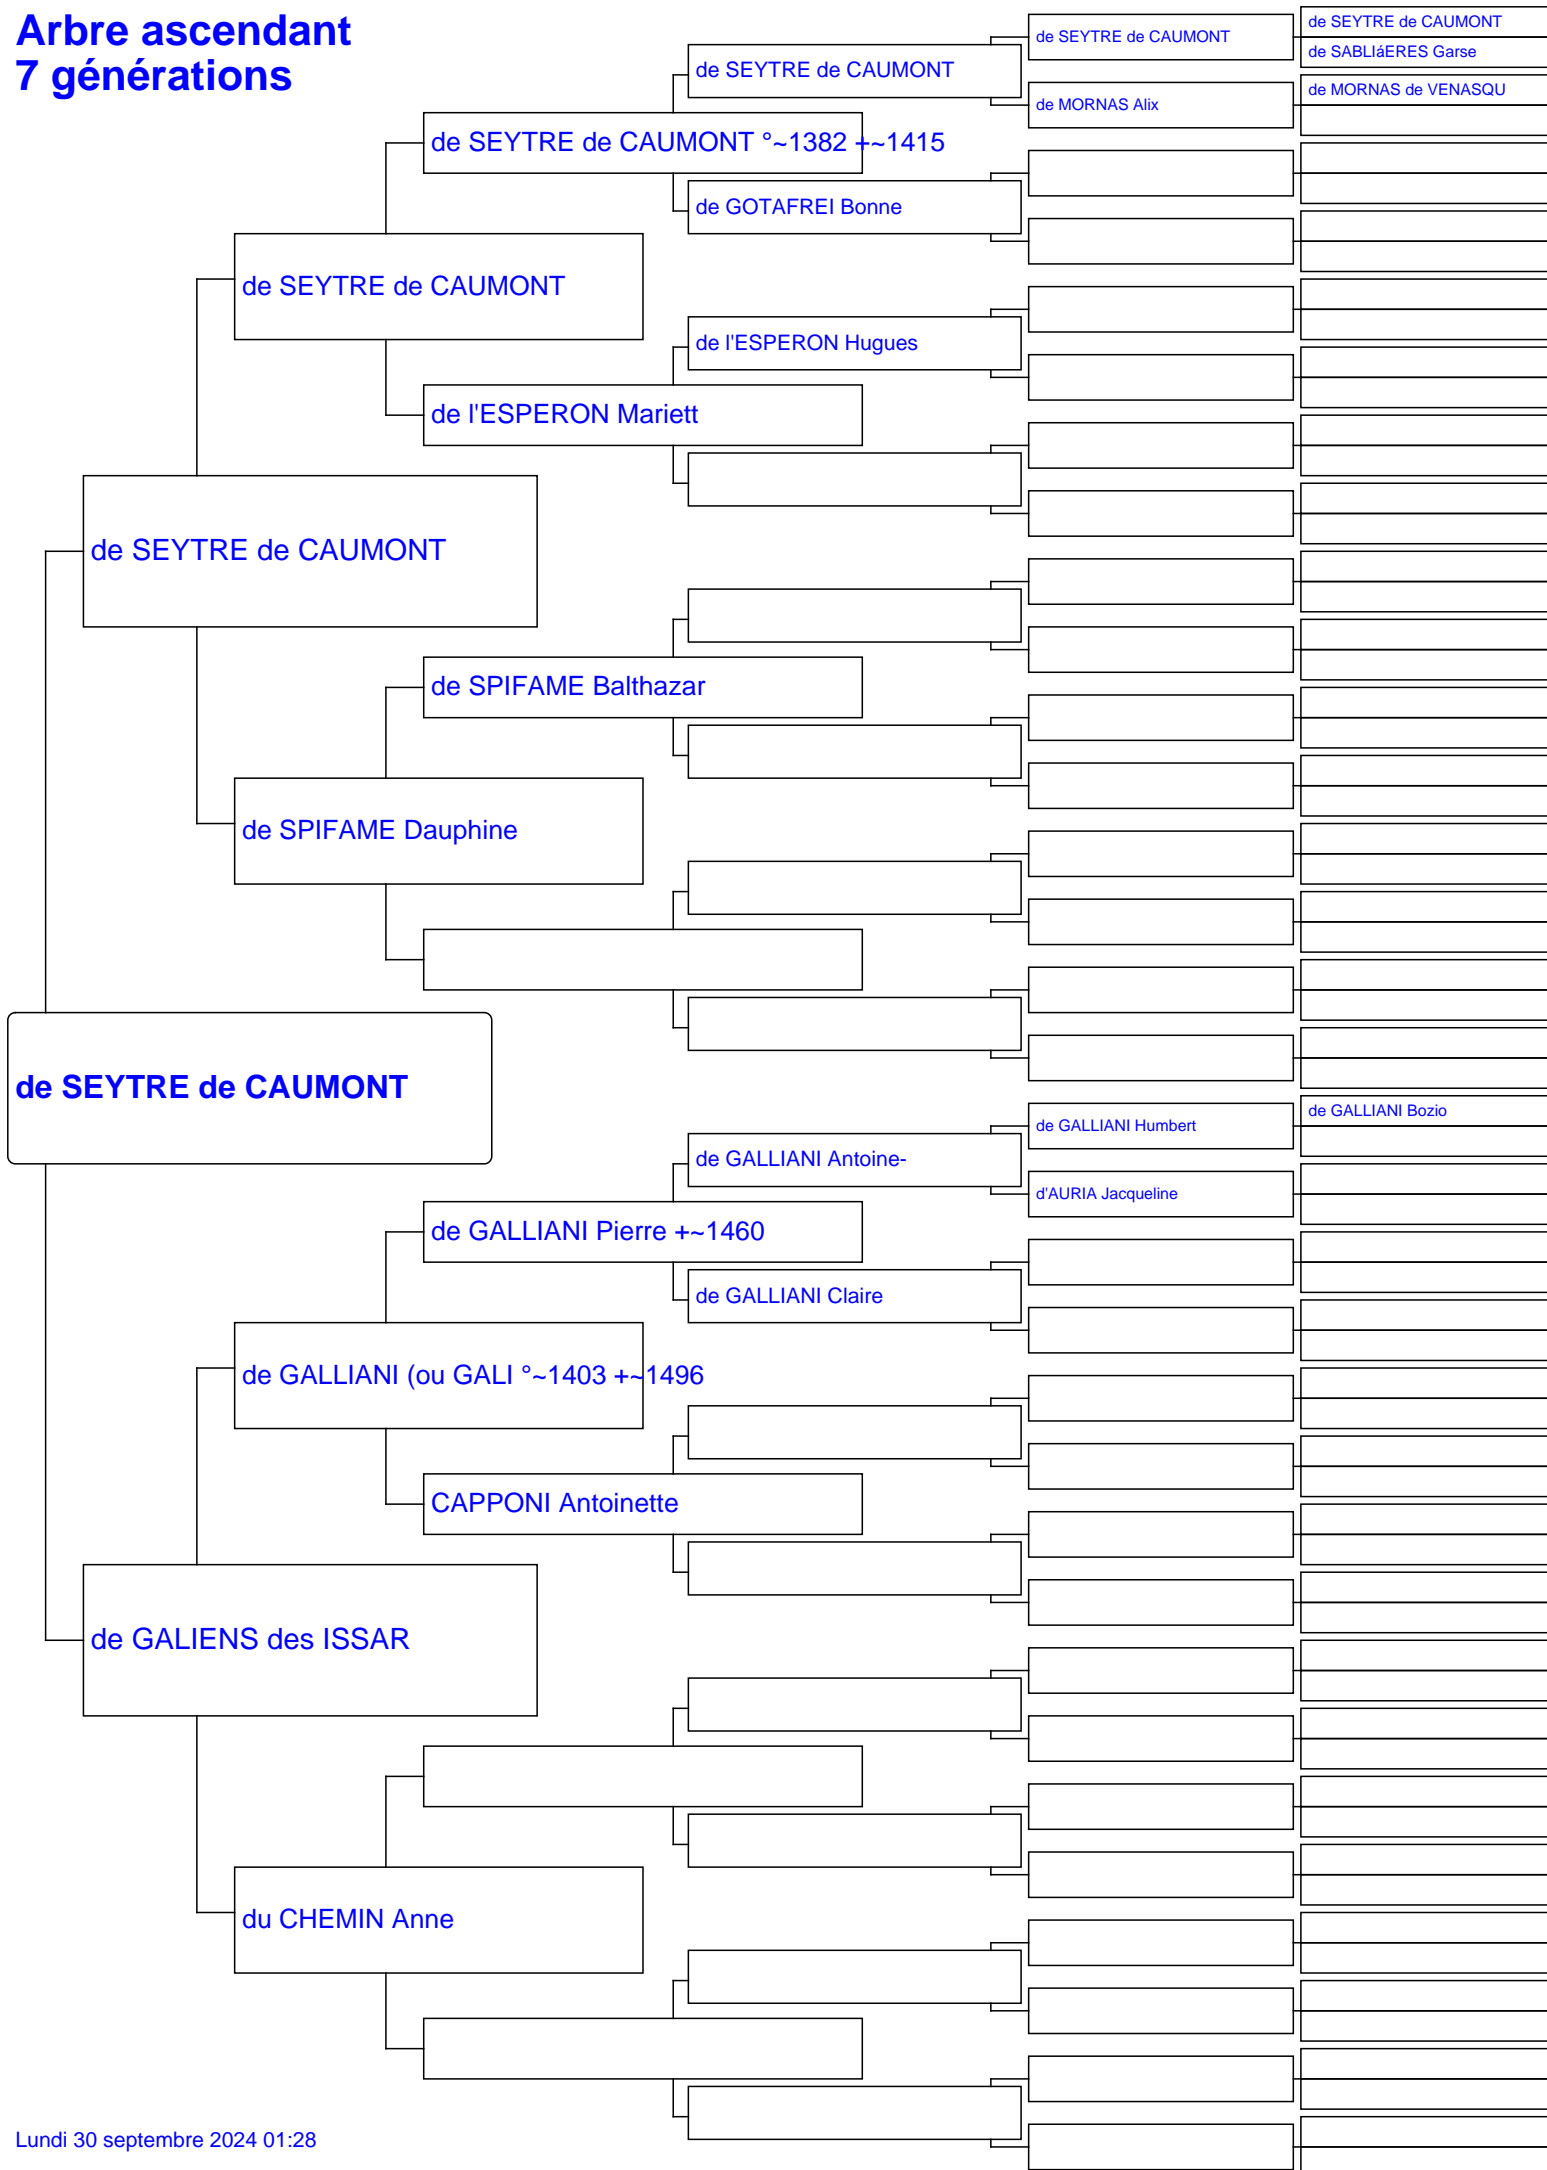 Arbre ascendant
7 générations
de SEYTRE de CAUMONT
de SEYTRE de CAUMONT
de SABLIáERES Garse
de SEYTRE de CAUMONT
de MORNAS de VENASQU
de MORNAS Alix
de SEYTRE de CAUMONT °~1382 +~1415
de GOTAFREI Bonne
de SEYTRE de CAUMONT
de l'ESPERON Hugues
de l'ESPERON Mariett
de SEYTRE de CAUMONT
de SPIFAME Balthazar
de SPIFAME Dauphine
de SEYTRE de CAUMONT
de GALLIANI Bozio
de GALLIANI Humbert
de GALLIANI Antoine-
d'AURIA Jacqueline
de GALLIANI Pierre +~1460
de GALLIANI Claire
de GALLIANI (ou GALI °~1403 +~1496
CAPPONI Antoinette
de GALIENS des ISSAR
du CHEMIN Anne
Lundi 30 septembre 2024 01:28